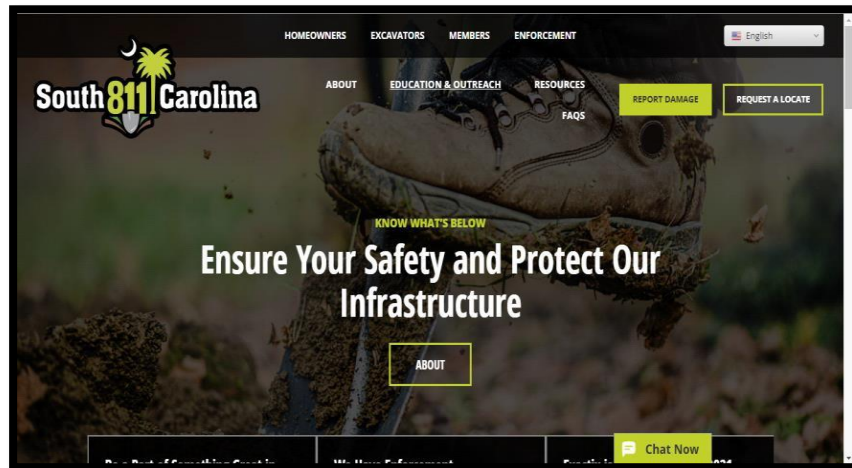 HOMEOWNERS EXCAVATORS MEMBERS ENFORCEMENT
English
South 811 Carolina
ABOUT EDUCATION & OUTREACH RESOURCES
FAQS
REPORT DAMAGE
REQUEST A LOCATE
KNOW WHAT'S BELOW
Ensure Your Safety and Protect Our
Infrastructure
ABOUT
Chat Now